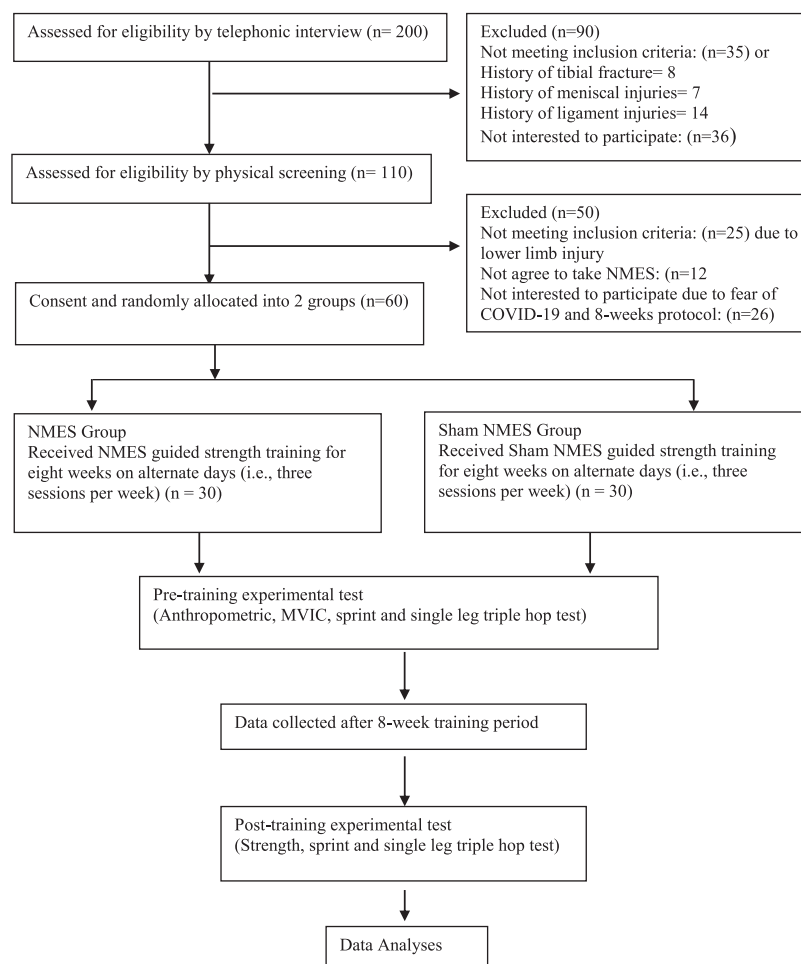 Assessed for eligibility by telephonic interview (n= 200)
Excluded (n=90)
Not meeting inclusion criteria: (n=35) or
History of tibial fracture= 8
History of meniscal injuries= 7
History of ligament injuries= 14
Not interested to participate: (n=36)
Assessed for eligibility by physical screening (n= 110)
Excluded (n=50)
Not meeting inclusion criteria: (n=25) due to
lower limb injury
Not agree to take NMES: (n=12
Not interested to participate due to fear of
COVID-19 and 8-weeks protocol: (n=26)
Consent and randomly allocated into 2 groups (n=60)
NMES Group
Received NMES guided strength training for
eight weeks on alternate days (i.e., three
sessions per week) (n = 30)
Sham NMES Group
Received Sham NMES guided strength training
for eight weeks on alternate days (i.e., three
sessions per week) (n = 30)
Pre-training experimental test
(Anthropometric, MVIC, sprint and single leg triple hop test)
Data collected after 8-week training period
Post-training experimental test
(Strength, sprint and single leg triple hop test)
Data Analyses